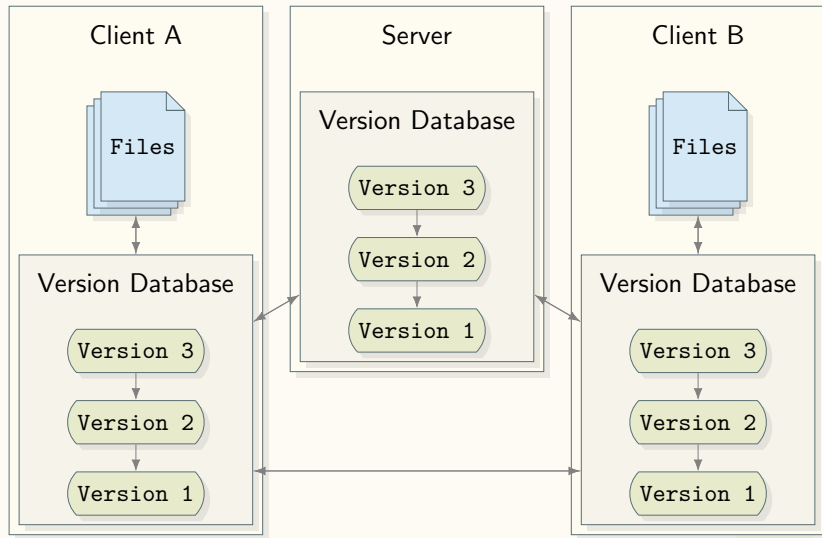 Client A
Files
Version Database
Version 3
Version 2
Version 1
Server
Version Database
Version 3
Version 2
Version 1
Client B
Files
Version Database
Version 3
Version 2
Version 1